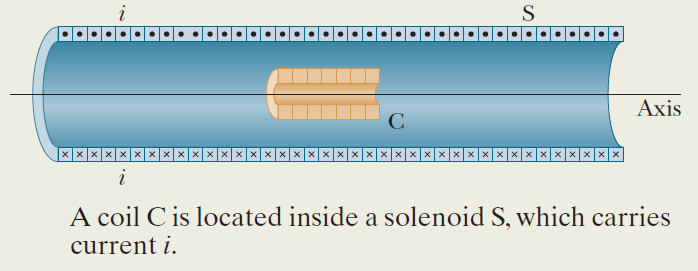 i
S
C
Axis
i
A coil C is located inside a solenoid S, which carries
current i.